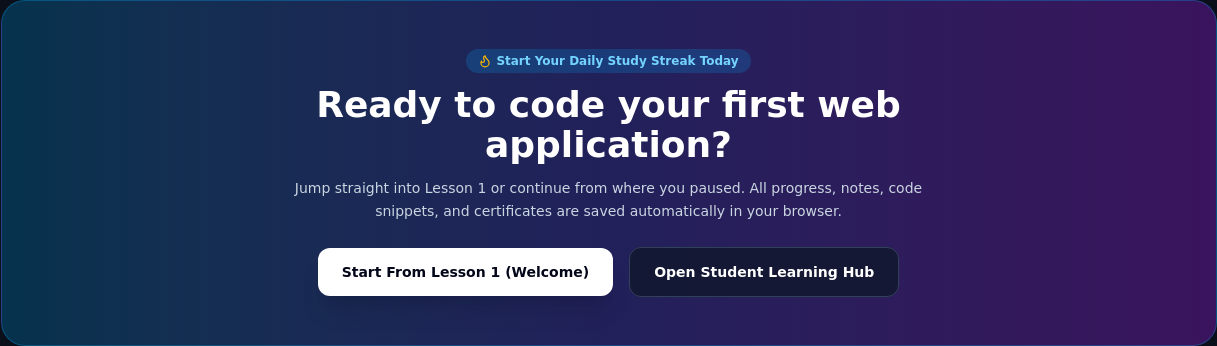 Start Your Daily Study Streak Today
Ready to code your first web
application?
Jump straight into Lesson 1 or continue from where you paused. All progress, notes, code
snippets, and certificates are saved automatically in your browser.
Start From Lesson 1 (Welcome)
Open Student Learning Hub